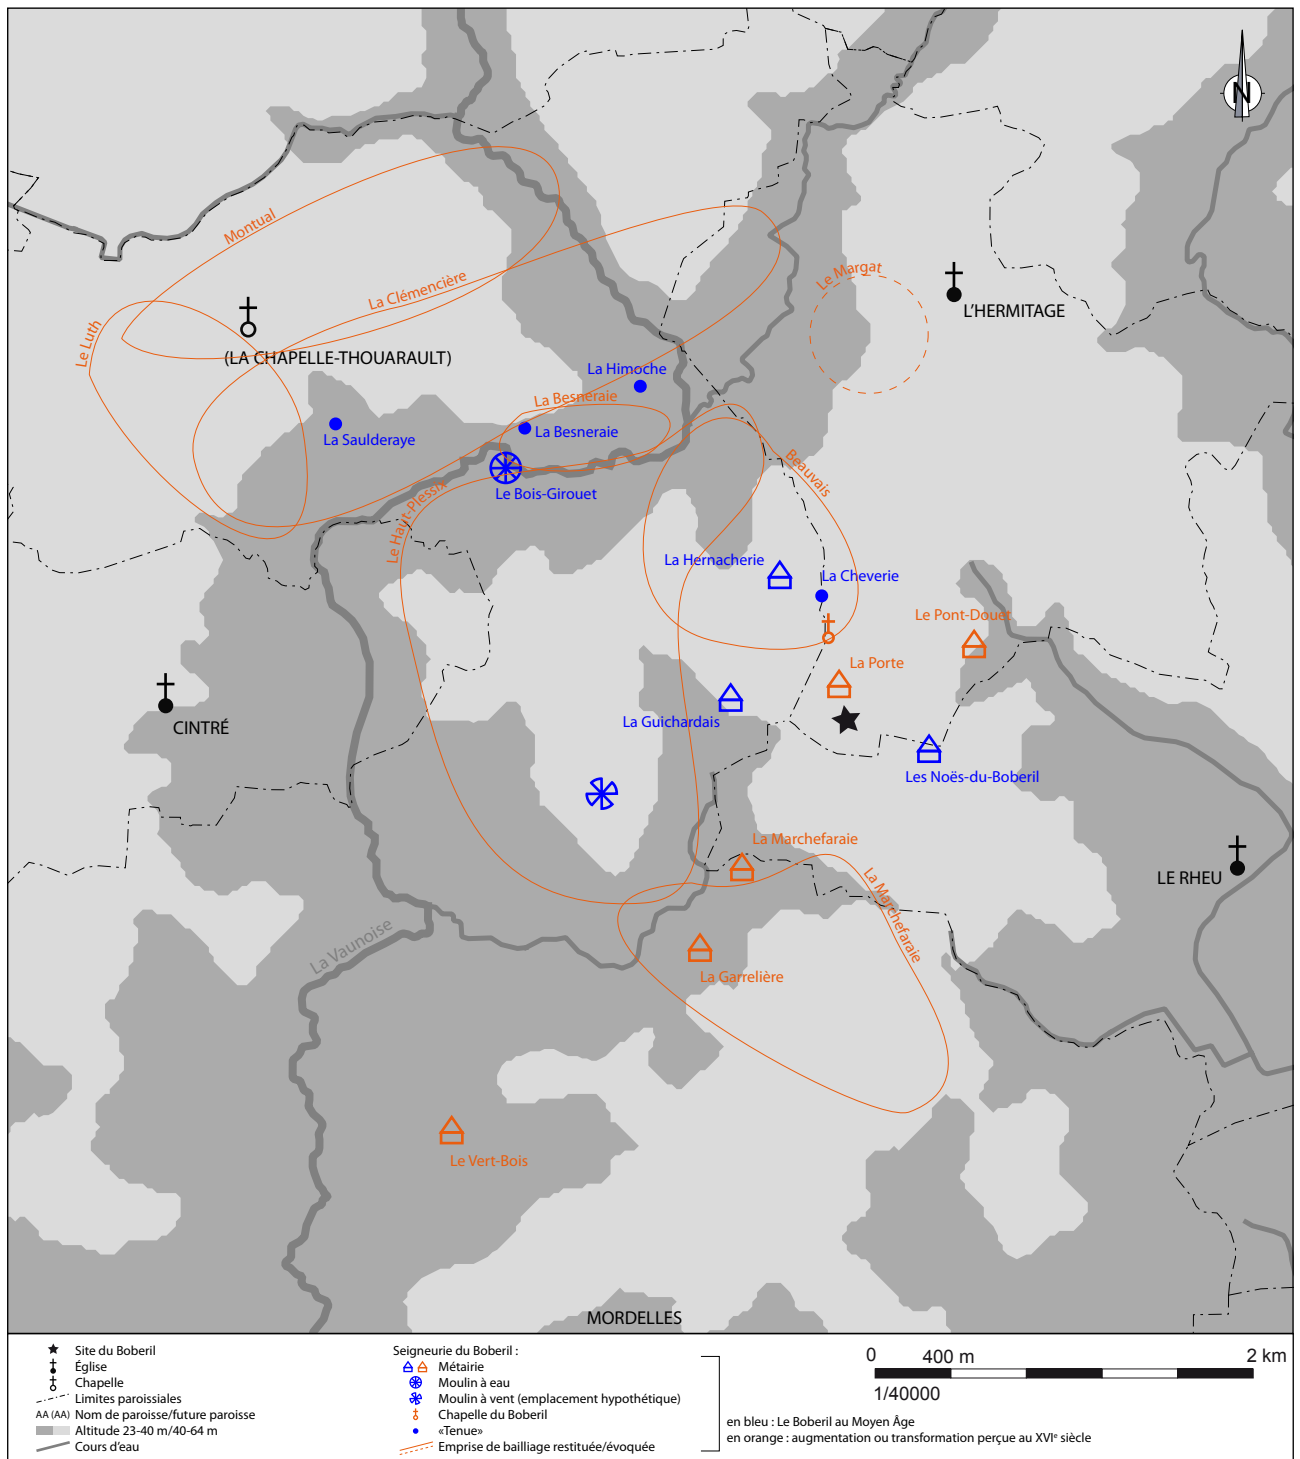 N
Montual
La Clémencière
Le Margat
L'HERMITAGE
Le Luth
(LA CHAPELLE-THOUARAULT)
La Himoche
La Besneraie
La Saulderaye
La Besneraie
Beauvais
Le Bois-Girouet
Le Haut-Plessix
La Hernacherie
La Cheverie
Le Pont-Douet
La Porte
CINTRÉ
La Guichardais
Les Noës-du-Boberil
La Marchefaraie
La Marchefaraie
LE RHEU
La Vaunoise
La Garrelière
Le Vert-Bois
MORDELLES
Site du Boberil
Église
Chapelle
Limites paroissiales
AA (AA) Nom de paroisse/future paroisse
Altitude 23-40 m/40-64 m
Cours d'eau
Seigneurie du Boberil :
Métairie
Moulin à eau
Moulin à vent (emplacement hypothétique)
Chapelle du Boberil
«Tenue»
Emprise de bailliage restituée/évoquée
0 400 m 2 km
1/40000
en bleu : Le Boberil au Moyen Âge
en orange : augmentation ou transformation perçue au XVIe siècle